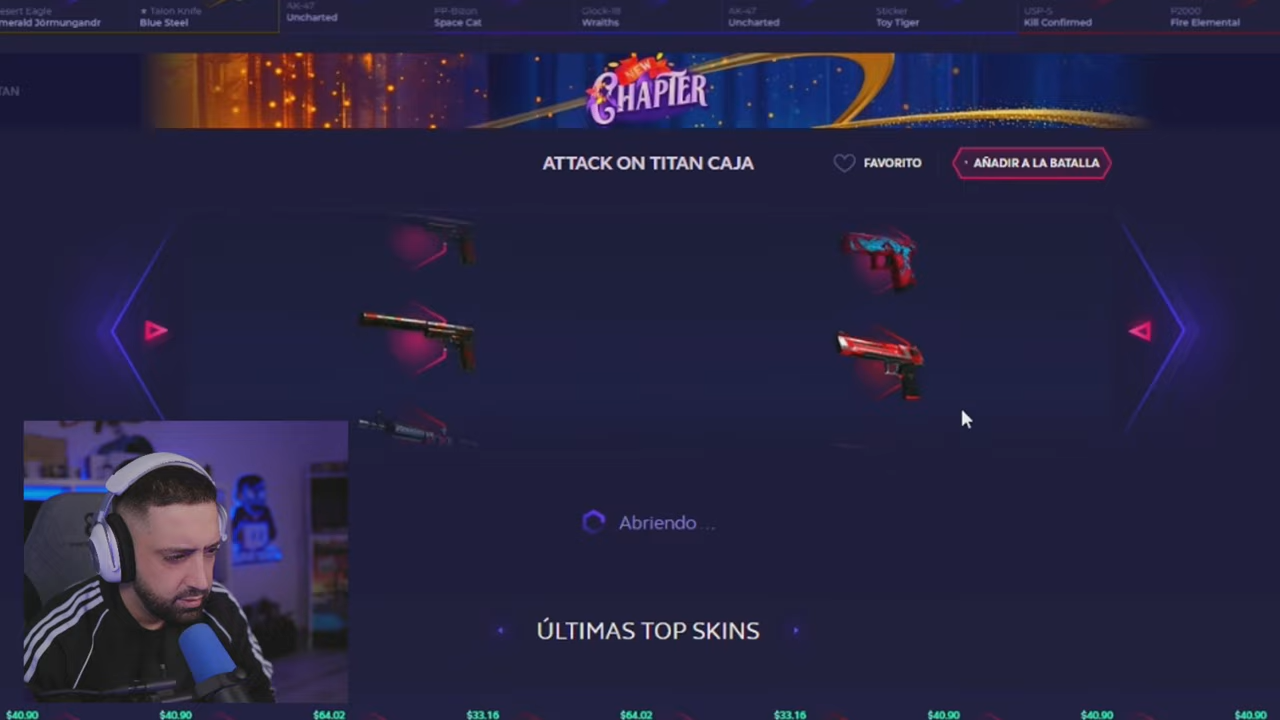 Desert Eagle
Emerald Jörmungandr
★ Talon Knife
Blue Steel
AK-47
Uncharted
PP-Bizon
Space Cat
Glock-18
Wraiths
AK-47
Uncharted
Sticker
Toy Tiger
USP-S
Kill Confirmed
P2000
Fire Elemental
TAN
NEW
CHAPTER
ATTACK ON TITAN CAJA
FAVORITO
AÑADIR A LA BATALLA
Abriendo ...
ÚLTIMAS TOP SKINS
$40.90 $40.90 $64.02 $33.16 $64.02 $33.16 $40.90 $40.90 $40.90